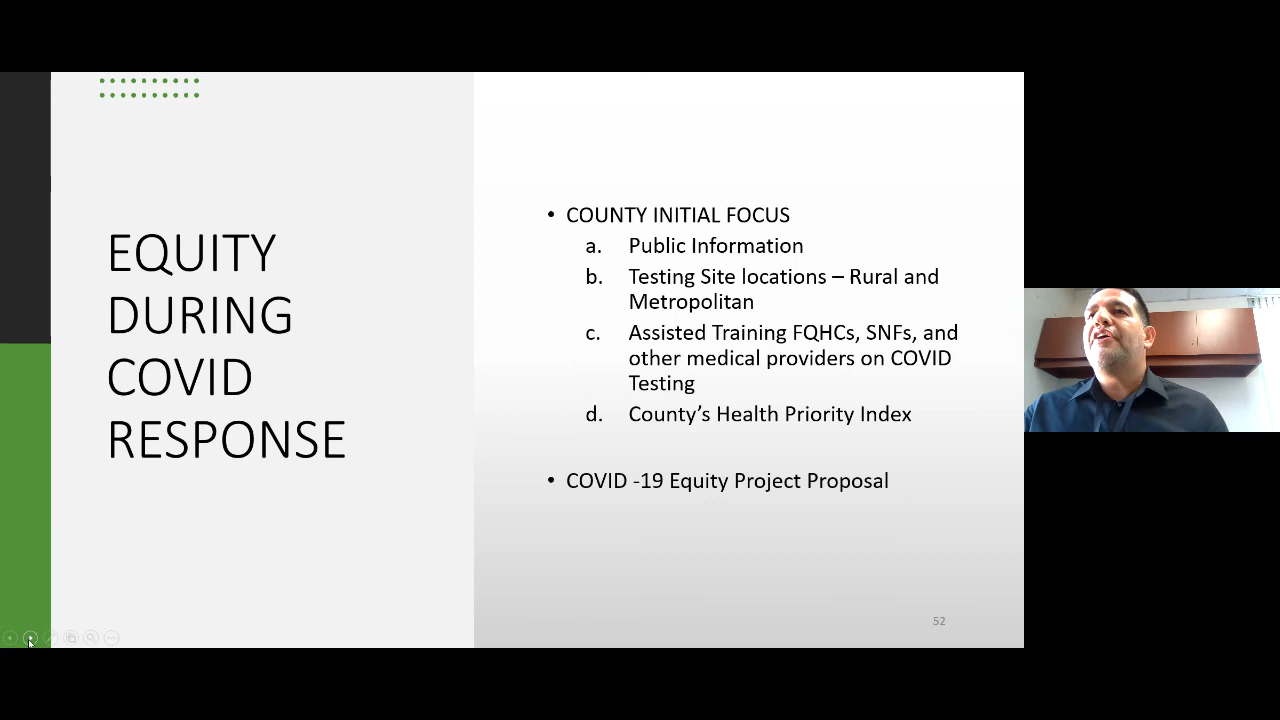 EQUITY
DURING
COVID
RESPONSE
• COUNTY INITIAL FOCUS
a. Public Information
b. Testing Site locations – Rural and
Metropolitan
c. Assisted Training FQHCs, SNFs, and
other medical providers on COVID
Testing
d. County’s Health Priority Index
• COVID -19 Equity Project Proposal
52